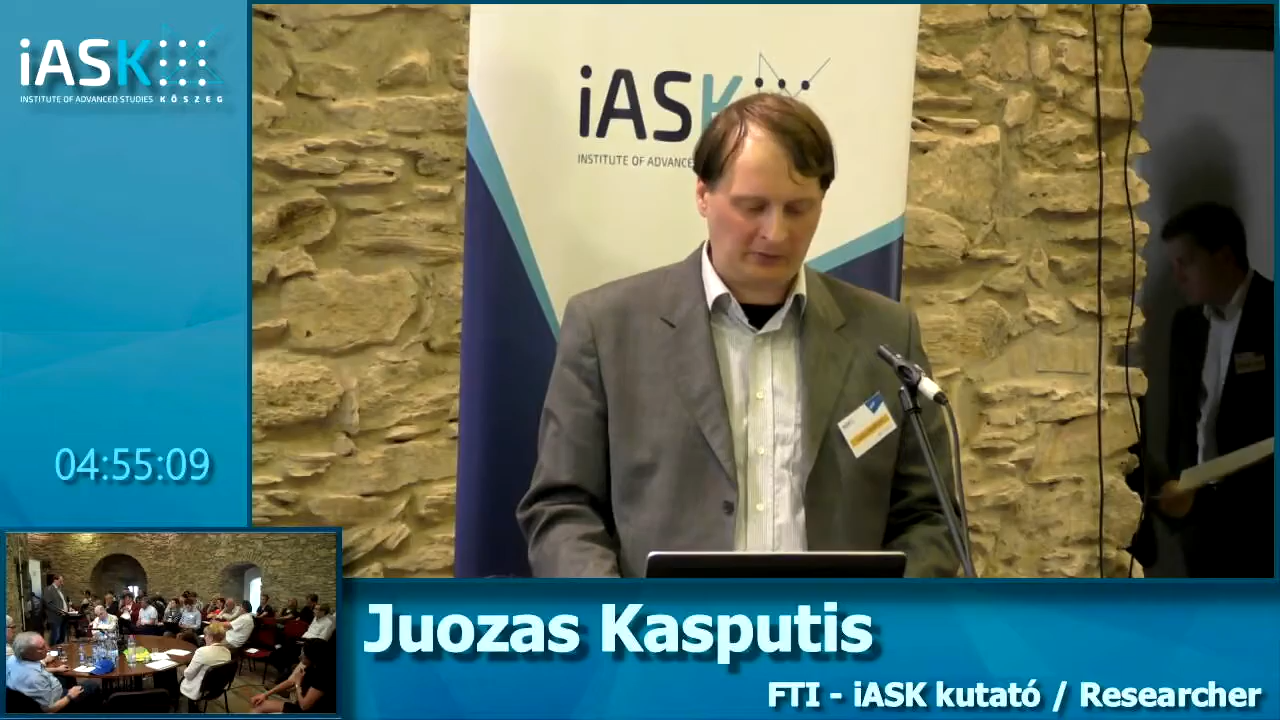 iASK
INSTITUTE OF ADVANCED STUDIES KŐSZEG
iASK
INSTITUTE OF ADVANCE
04:55:09
Juozas Kasputis
FTI - iASK kutató / Researcher